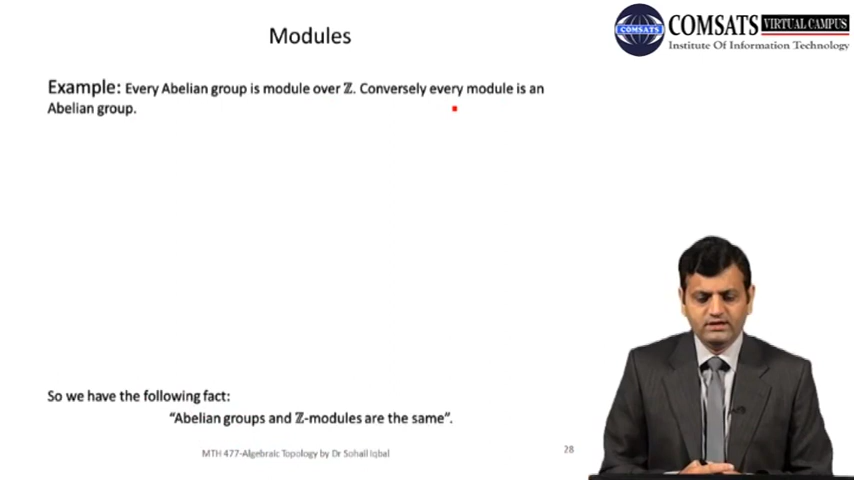 Modules
COMSATS VIRTUAL CAMPUS
COMSATS Institute Of Information Technology
Example: Every Abelian group is module over ℤ. Conversely every module is an
Abelian group.
So we have the following fact:
“Abelian groups and ℤ-modules are the same”.
MTH 477-Algebraic Topology by Dr Sohail Iqbal
28